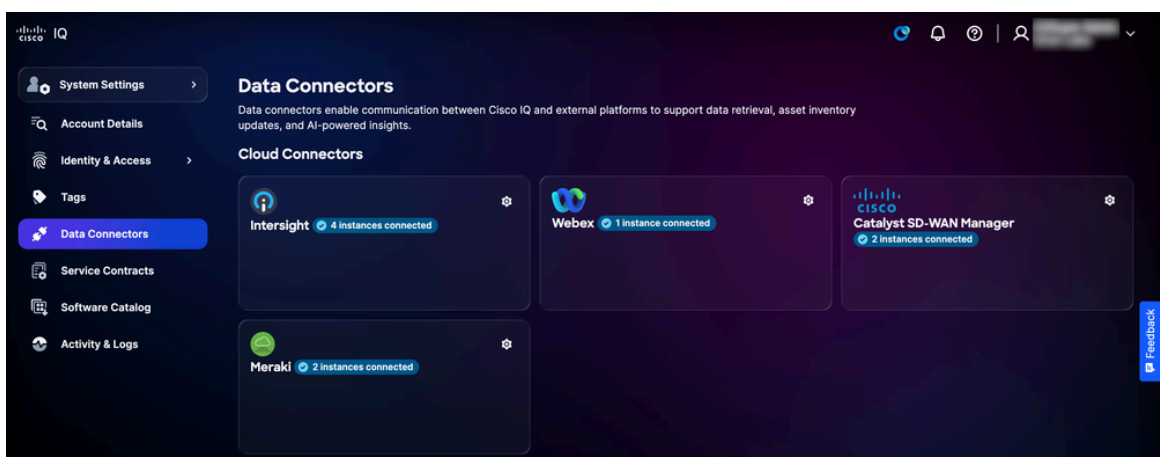 CISCO IQ
System Settings
Account Details
Identity & Access
Tags
Data Connectors
Service Contracts
Software Catalog
Activity & Logs
Data Connectors
Data connectors enable communication between Cisco IQ and external platforms to support data retrieval, asset inventory
updates, and AI-powered insights.
Cloud Connectors
Intersight 4 instances connected
Webex 1 instance connected
CISCO
Catalyst SD-WAN Manager
2 instances connected
Meraki 2 instances connected
Feedback